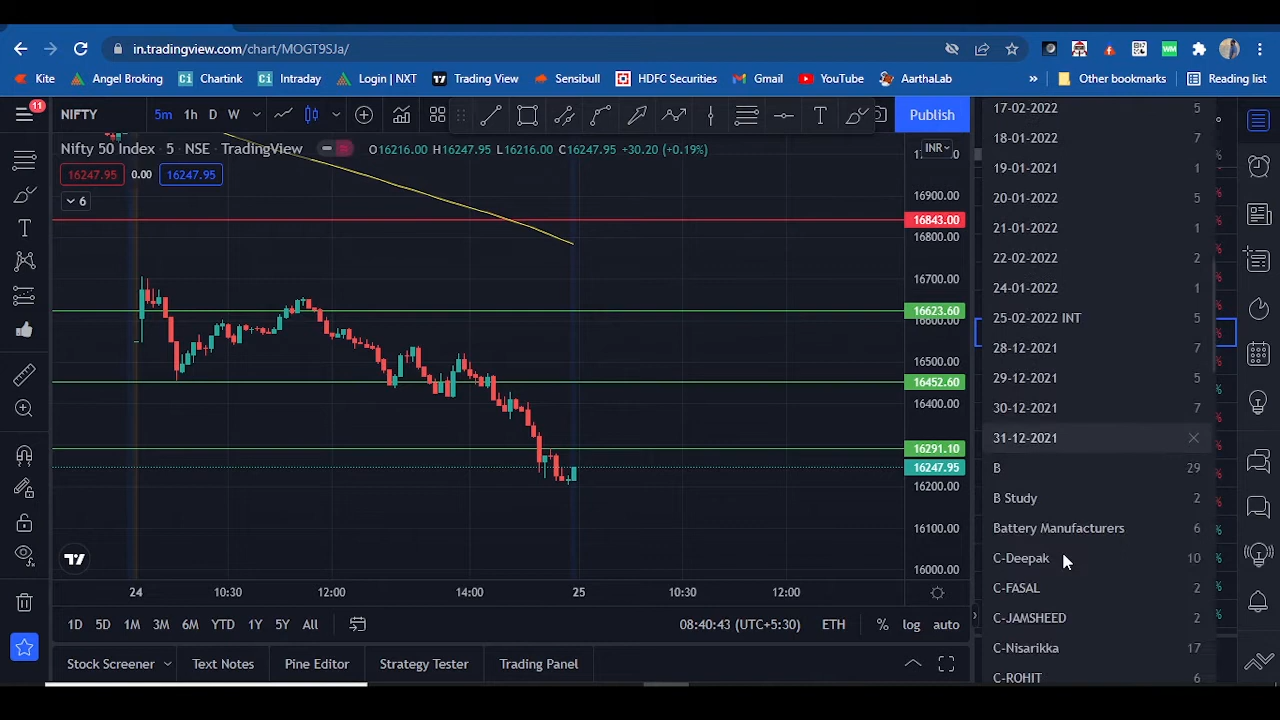 in.tradingview.com/chart/MOGT9SJa/
Kite
Angel Broking
Ci Chartink
Ci Intraday
Login | NXT
Trading View
Sensibull
HDFC Securities
Gmail
YouTube
AarthaLab
»
Other bookmarks
Reading list
11
NIFTY
5m 1h D W
T
Publish
Nifty 50 Index · 5 · NSE · TradingView
O16216.00 H16247.95 L16216.00 C16247.95 +30.20 (+0.19%)
INR
16247.95 0.00 16247.95
6
16900.00
16843.00
16800.00
16700.00
16623.60
16600.00
16500.00
16452.60
16400.00
16291.10
16247.95
16200.00
16100.00
16000.00
24 10:30 12:00 14:00 25 10:30 12:00
1D 5D 1M 3M 6M YTD 1Y 5Y All
08:40:43 (UTC+5:30) ETH % log auto
Stock Screener Text Notes Pine Editor Strategy Tester Trading Panel
17-02-2022 5
18-01-2022 7
19-01-2022 1
20-01-2022 5
21-01-2022 1
22-02-2022 2
24-01-2022 1
25-02-2022 INT 5
28-12-2021 7
29-12-2021 5
30-12-2021 7
31-12-2021
B 29
B Study 2
Battery Manufacturers 6
C-Deepak 10
C-FASAL 2
C-JAMSHEED 2
C-Nisarikka 17
C-ROHIT 6